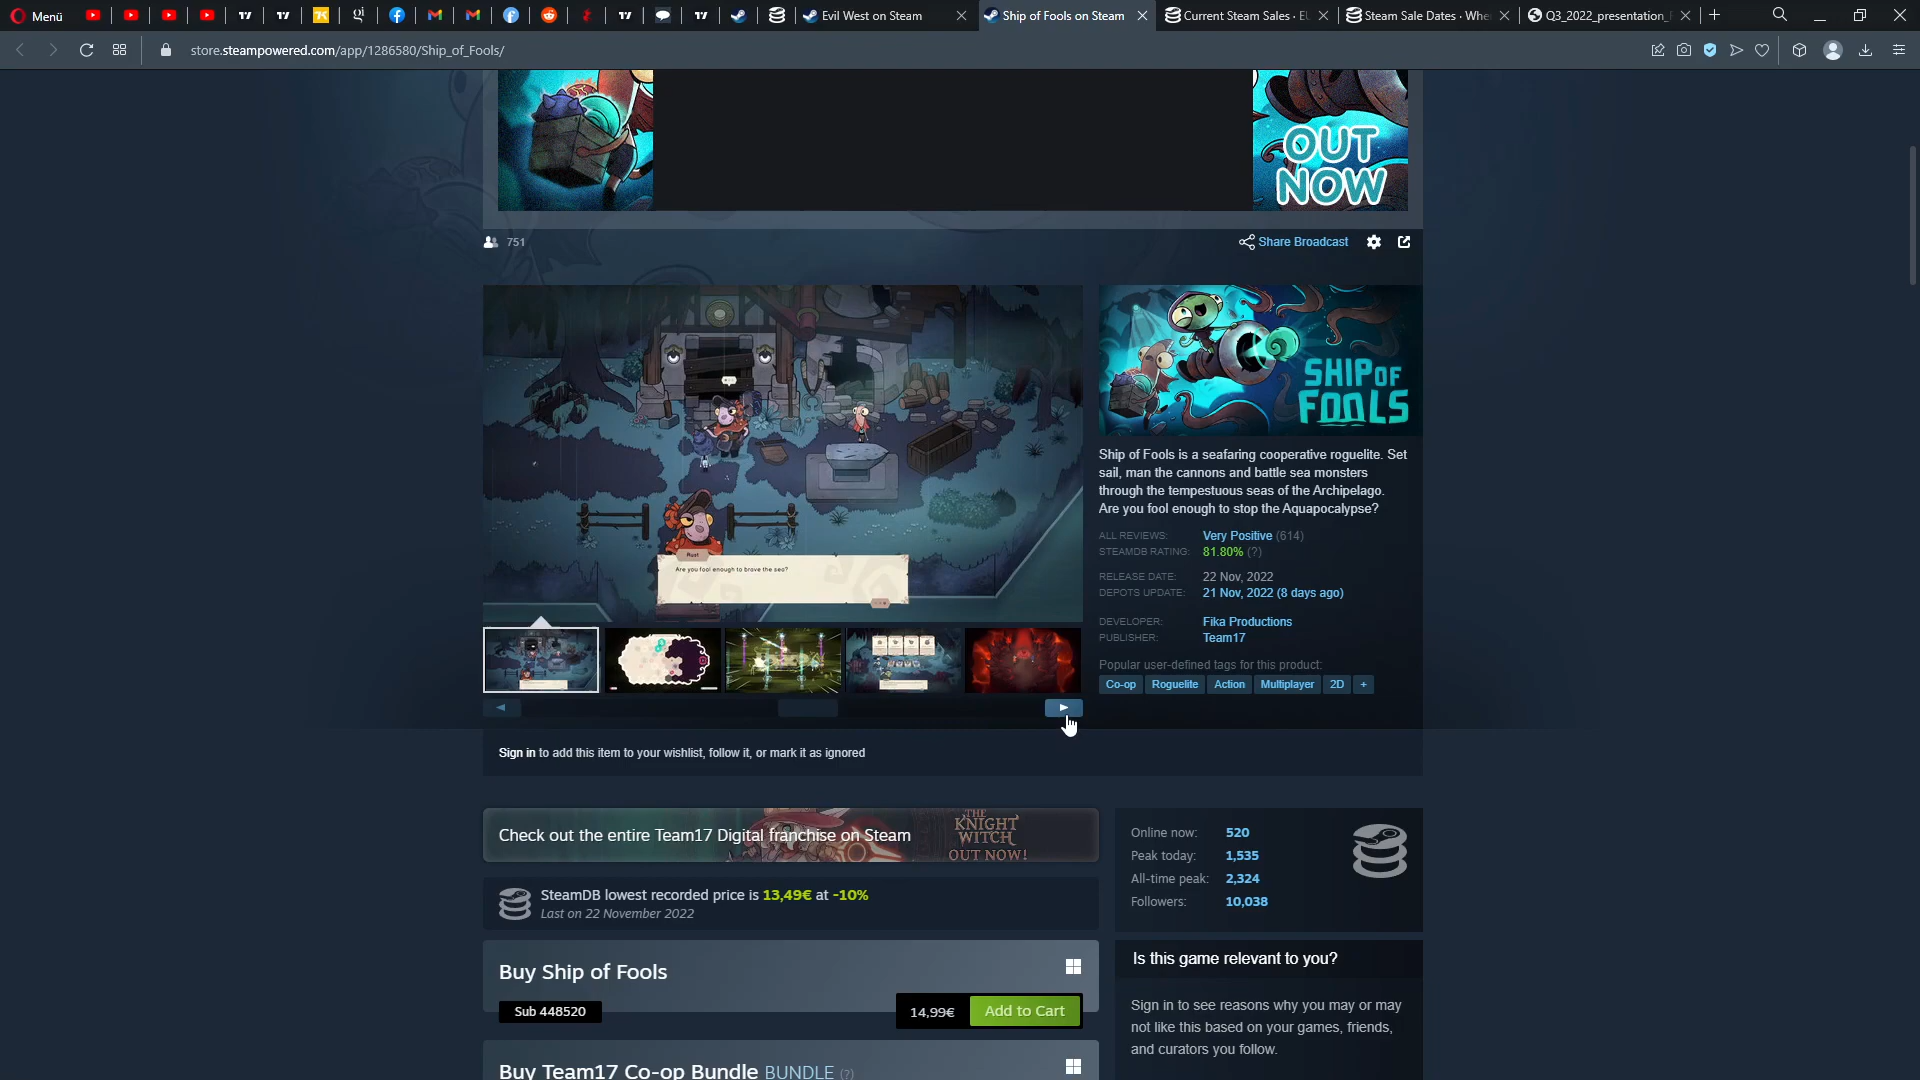 Menü
Evil West on Steam
Ship of Fools on Steam
Current Steam Sales · EU
Steam Sale Dates · Whe
Q3_2022_presentation_
store.steampowered.com/app/1286580/Ship_of_Fools/
OUT
NOW
751
Share Broadcast
SHIP OF
FOOLS
Rust
Are you fool enough to brave the sea?
Ship of Fools is a seafaring cooperative roguelite. Set
sail, man the cannons and battle sea monsters
through the tempestuous seas of the Archipelago.
Are you fool enough to stop the Aquapocalypse?
ALL REVIEWS: Very Positive (614)
STEAMDB RATING: 81.80% (?)
RELEASE DATE: 22 Nov, 2022
DEPOTS UPDATE: 21 Nov, 2022 (8 days ago)
DEVELOPER: Fika Productions
PUBLISHER: Team17
Popular user-defined tags for this product:
Co-op Roguelite Action Multiplayer 2D +
Sign in to add this item to your wishlist, follow it, or mark it as ignored
Check out the entire Team17 Digital franchise on Steam
THE
KNIGHT
WITCH
OUT NOW!
Online now: 520
Peak today: 1,535
All-time peak: 2,324
Followers: 10,038
SteamDB lowest recorded price is 13,49€ at -10%
Last on 22 November 2022
Buy Ship of Fools
Sub 448520
14,99€ Add to Cart
Is this game relevant to you?
Sign in to see reasons why you may or may
not like this based on your games, friends,
and curators you follow.
Buy Team17 Co-op Bundle BUNDLE (?)